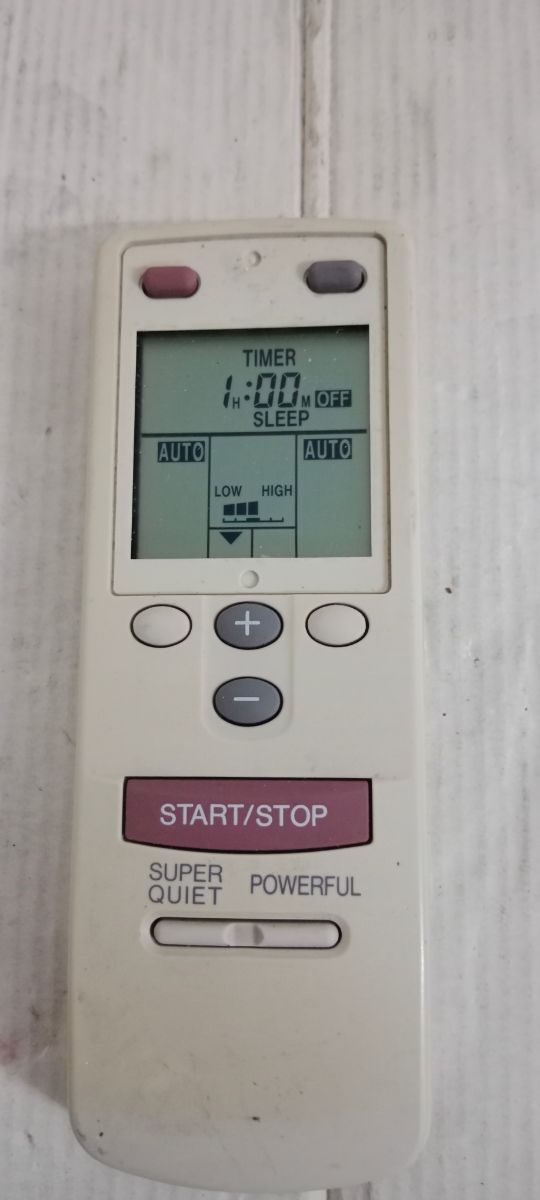 TIMER
1H:00M OFF
SLEEP
AUTO
AUTO
LOW HIGH
+
−
START/STOP
SUPER
QUIET
POWERFUL